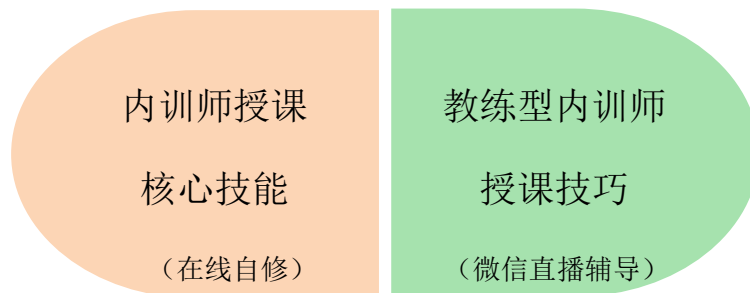 内训师授课
核心技能
（在线自修）
教练型内训师
授课技巧
（微信直播辅导）